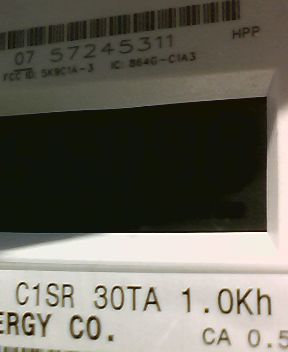 HPP
07 57245311
FCC ID: SK9C1A-3 IC: 864G-C1A3
C1SR 30TA 1.0Kh
ERGY CO.
CA 0.5